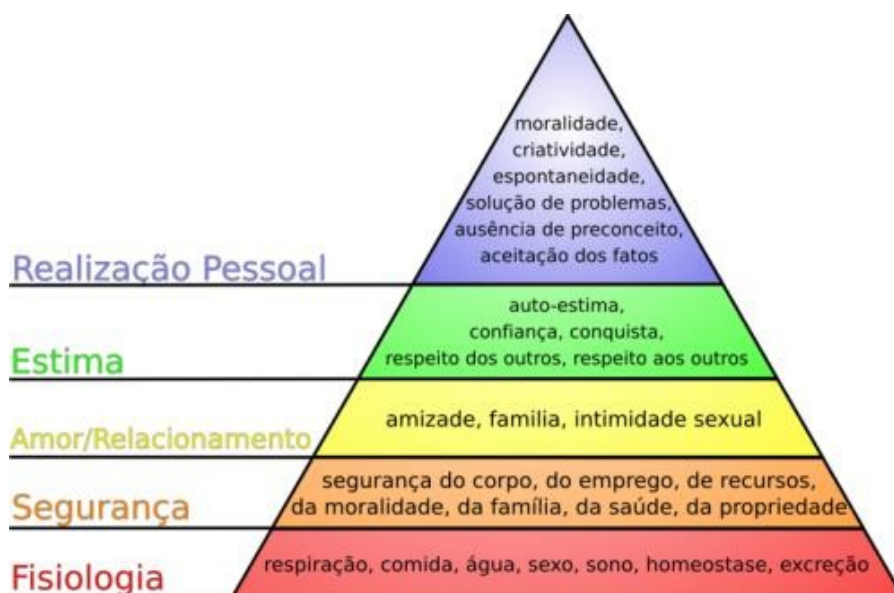 moralidade,
criatividade,
espontaneidade,
solução de problemas,
ausência de preconceito,
aceitação dos fatos
Realização Pessoal
auto-estima,
confiança, conquista,
respeito dos outros, respeito aos outros
Estima
amizade, familia, intimidade sexual
Amor/Relacionamento
segurança do corpo, do emprego, de recursos,
da moralidade, da família, da saúde, da propriedade
Segurança
respiração, comida, água, sexo, sono, homeostase, excreção
Fisiologia